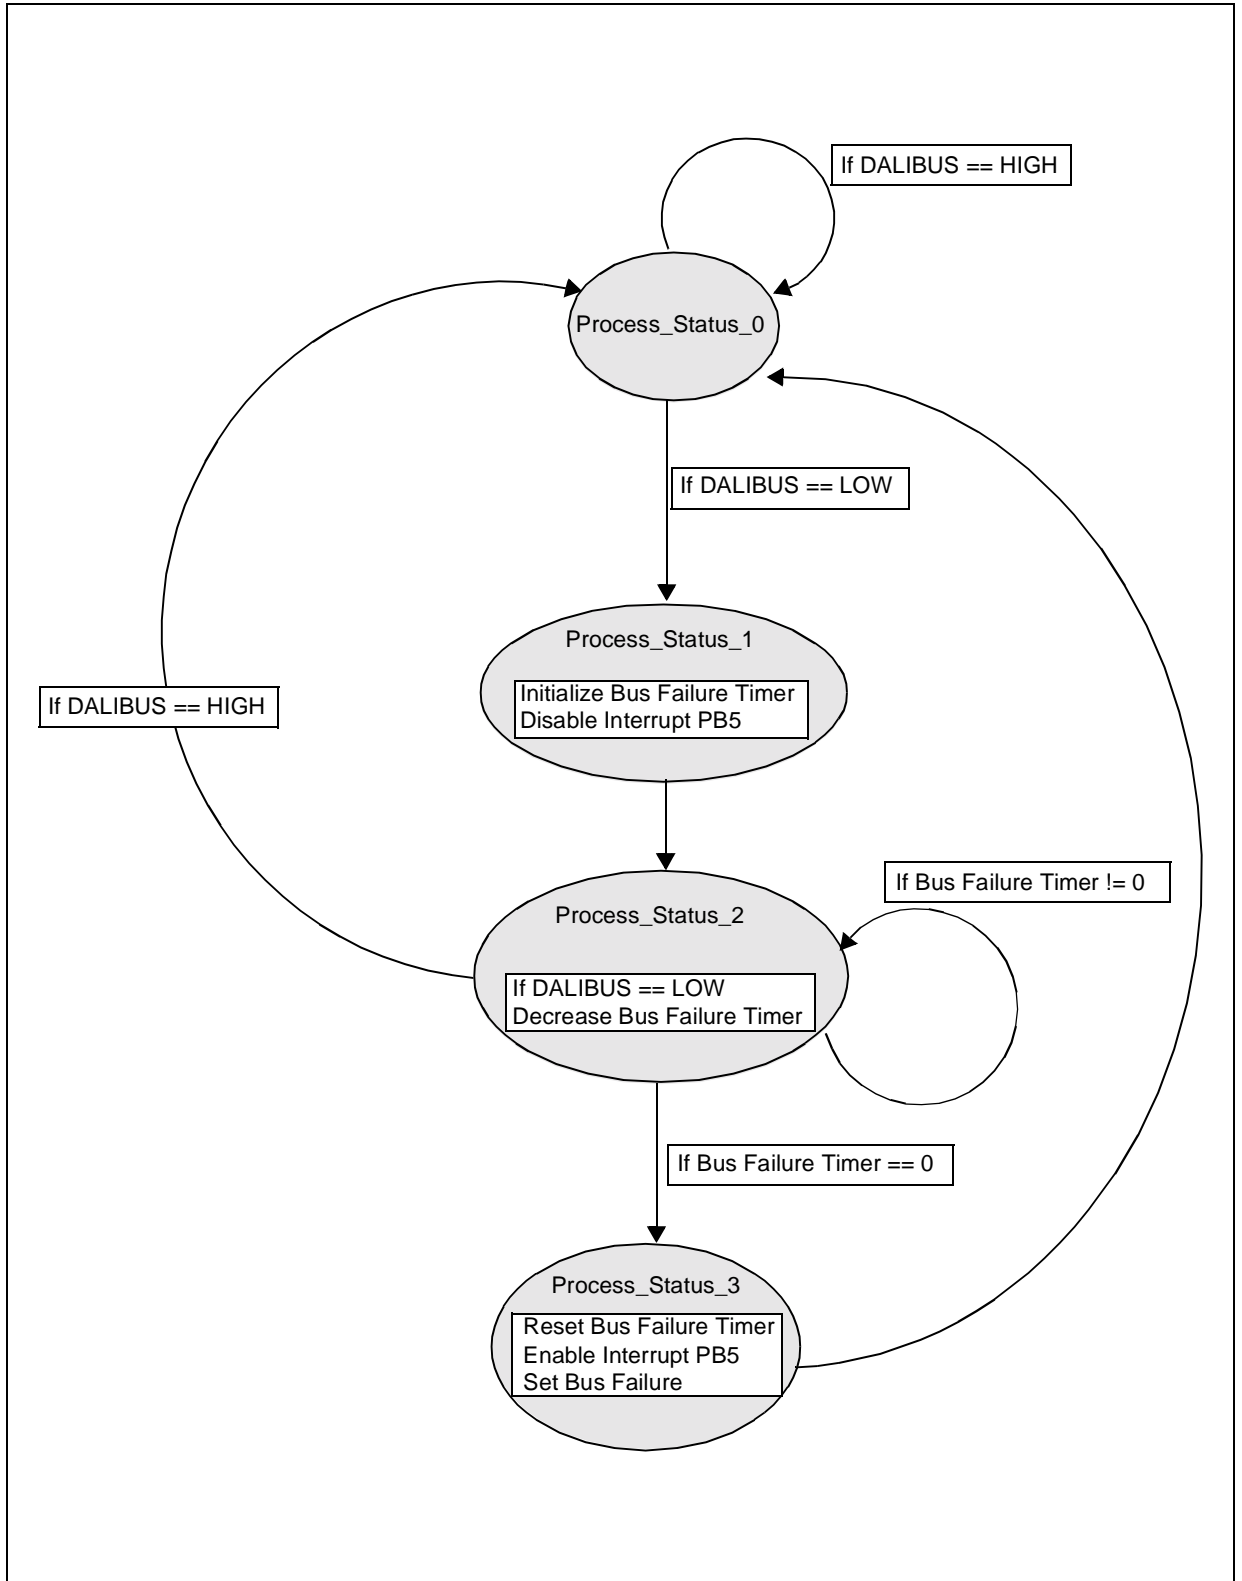 If DALIBUS == HIGH
Process_Status_0
If DALIBUS == LOW
Process_Status_1
Initialize Bus Failure Timer
Disable Interrupt PB5
If DALIBUS == HIGH
If Bus Failure Timer != 0
Process_Status_2
If DALIBUS == LOW
Decrease Bus Failure Timer
If Bus Failure Timer == 0
Process_Status_3
Reset Bus Failure Timer
Enable Interrupt PB5
Set Bus Failure